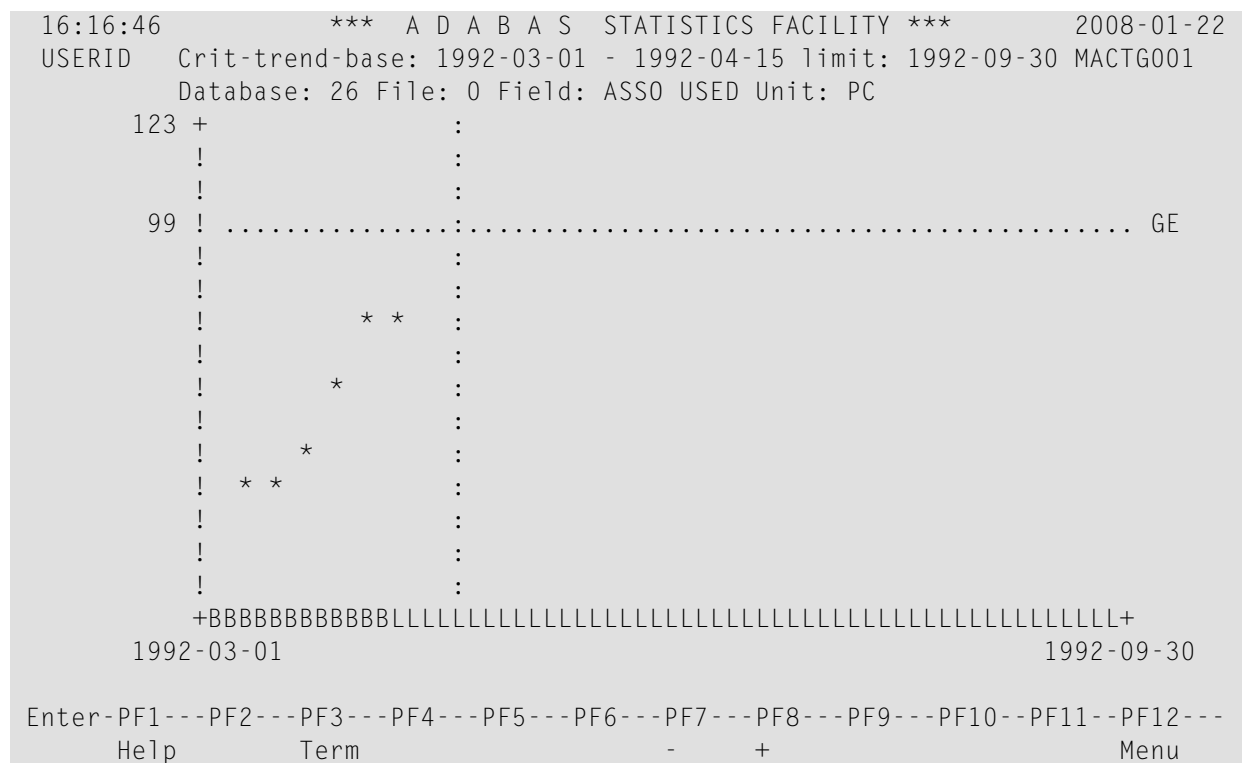 16:16:46 *** A D A B A S STATISTICS FACILITY *** 2008-01-22
USERID Crit-trend-base: 1992-03-01 - 1992-04-15 limit: 1992-09-30 MACTG001
Database: 26 File: 0 Field: ASSO USED Unit: PC
123 + :
! :
! :
99 ! ...............:............................................ GE
! :
! :
! * * :
! :
! * :
! :
! * :
! * * :
! :
! :
! :
+BBBBBBBBBBBBLLLLLLLLLLLLLLLLLLLLLLLLLLLLLLLLLLLLLLLLLLLLLLLL+
1992-03-01 1992-09-30
Enter-PF1---PF2---PF3---PF4---PF5---PF6---PF7---PF8---PF9---PF10--PF11--PF12---
Help Term - + Menu